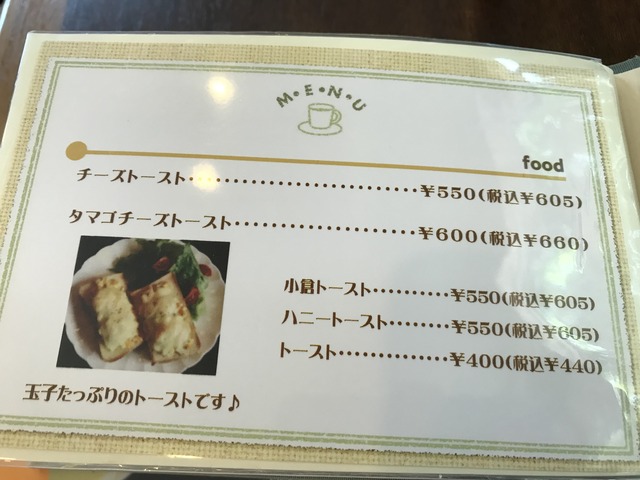 M•E•N•U
food
チーズトースト・・・・・・・・・・・・・・・・・・・・・・・・・¥550(税込¥605)
タマゴチーズトースト・・・・・・・・・・・・・・・・・・・・¥600(税込¥660)
小倉トースト・・・・・・・・・・¥550(税込¥605)
ハニートースト・・・・・・・・¥550(税込¥605)
トースト・・・・・・・・・・・・・・¥400(税込¥440)
玉子たっぷりのトーストです♪